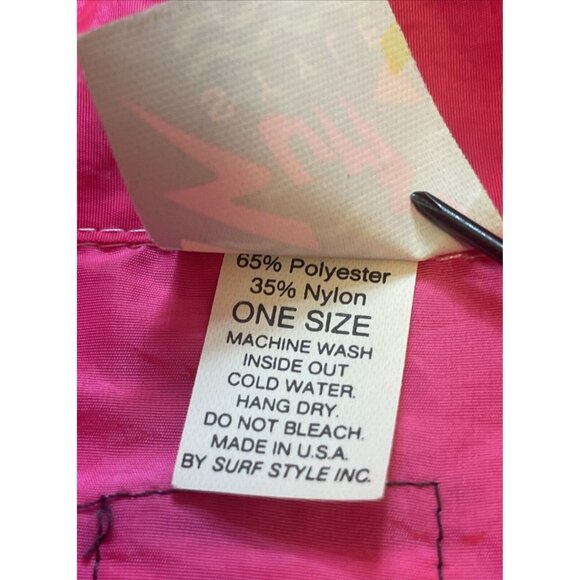 65% Polyester
35% Nylon
ONE SIZE
MACHINE WASH
INSIDE OUT
COLD WATER.
HANG DRY.
DO NOT BLEACH.
MADE IN U.S.A.
BY SURF STYLE INC.